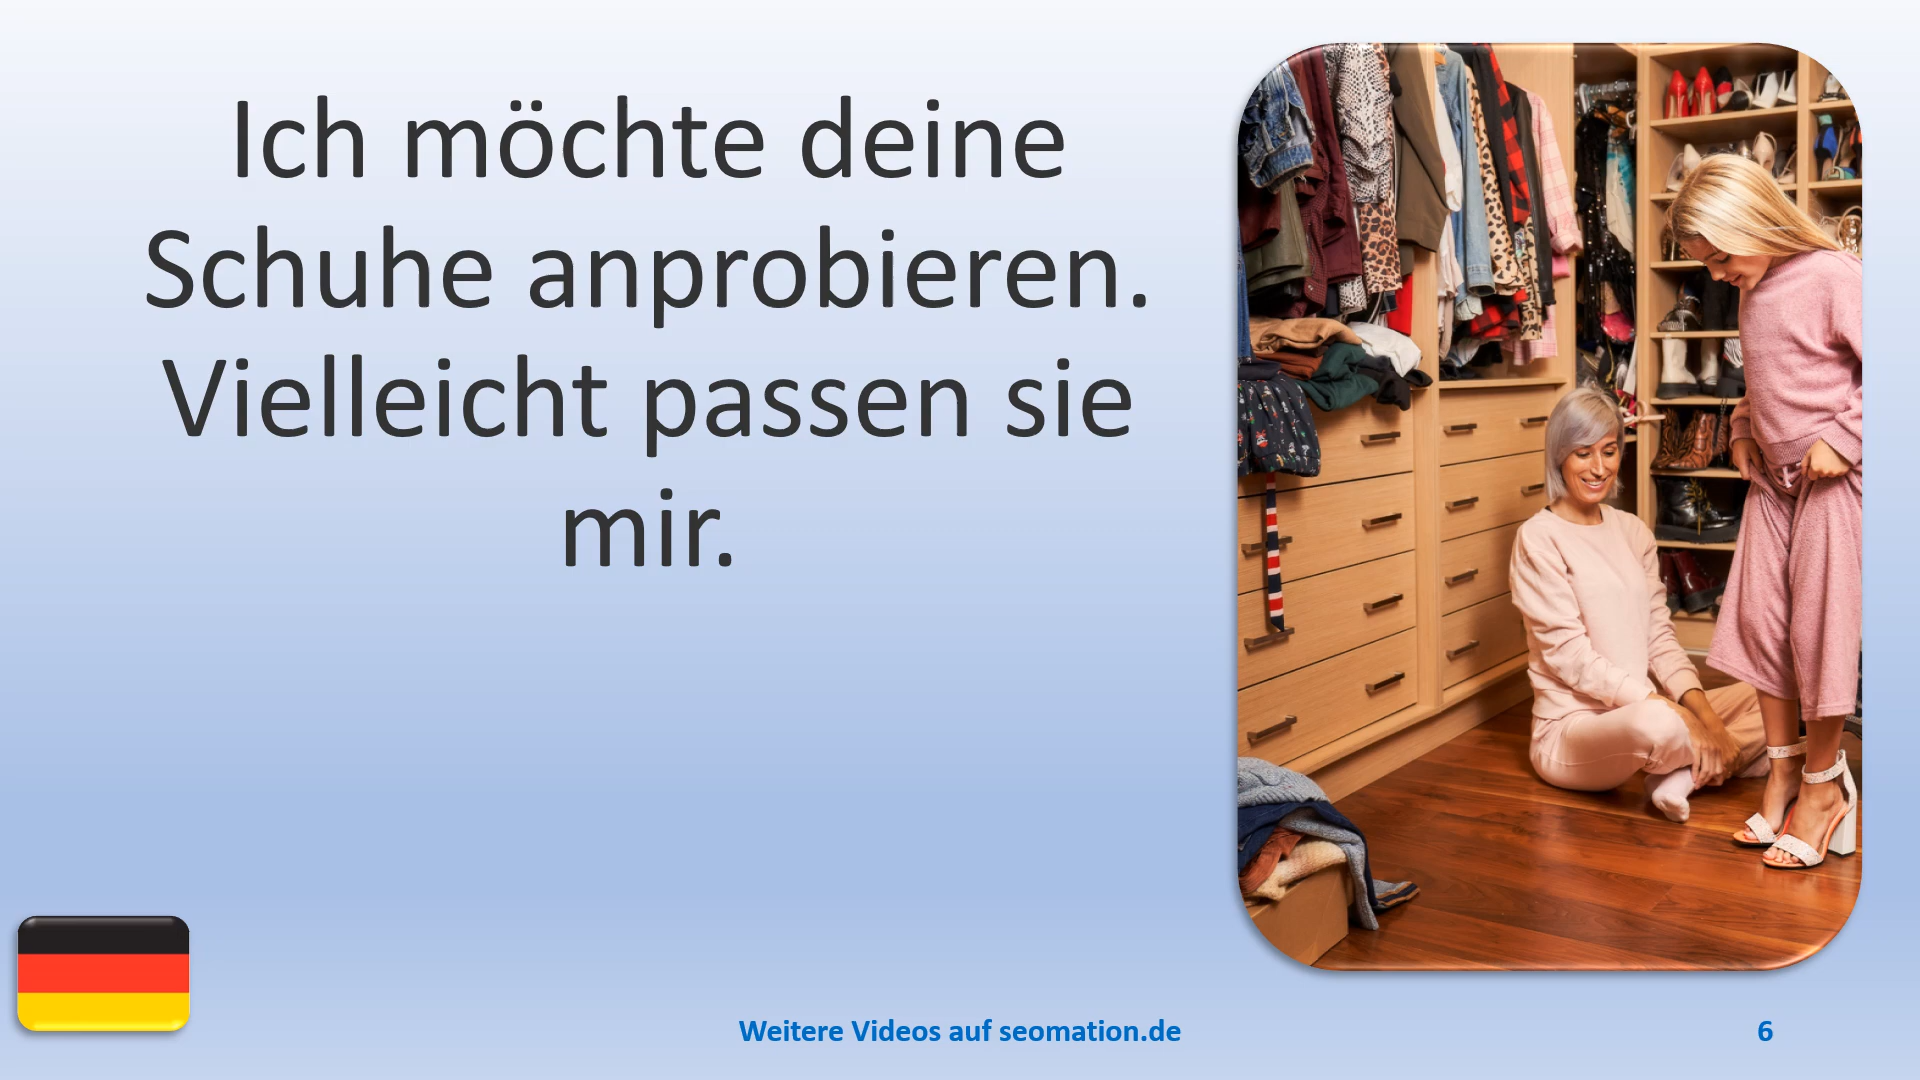 Ich möchte deine
Schuhe anprobieren.
Vielleicht passen sie
mir.
Weitere Videos auf seomation.de
6